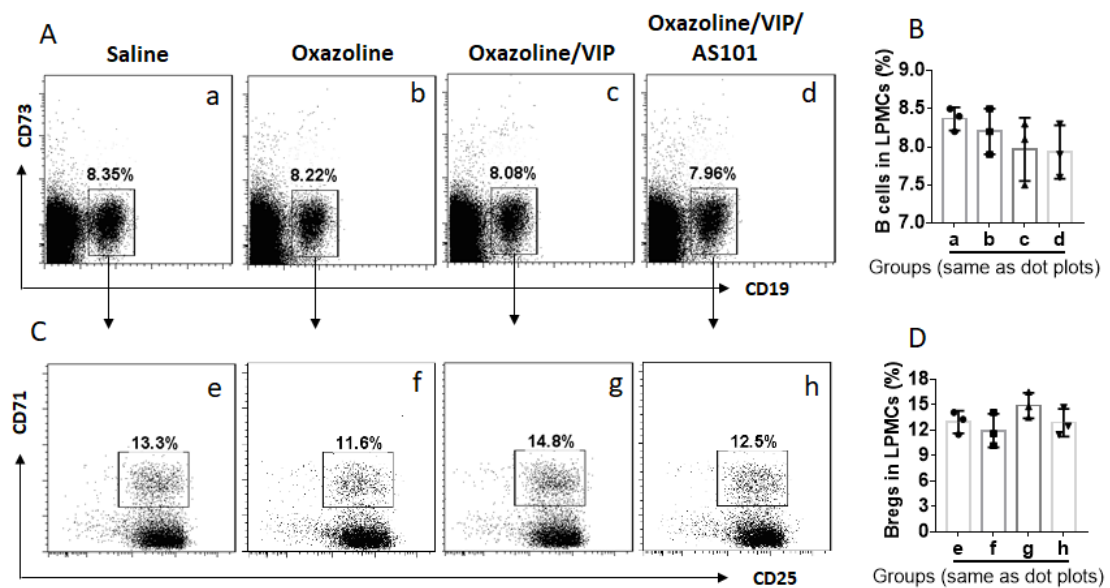 A
Saline
Oxazoline
Oxazoline/VIP
Oxazoline/VIP/
AS101
CD73
a
8.35%
b
8.22%
c
8.08%
d
7.96%
CD19
B
B cells in LPMCs (%)
9.0
8.5
8.0
7.5
7.0
a b c d
Groups (same as dot plots)
C
CD71
e
13.3%
f
11.6%
g
14.8%
h
12.5%
CD25
D
Bregs in LPMCs (%)
18
15
12
9
6
3
0
e f g h
Groups (same as dot plots)